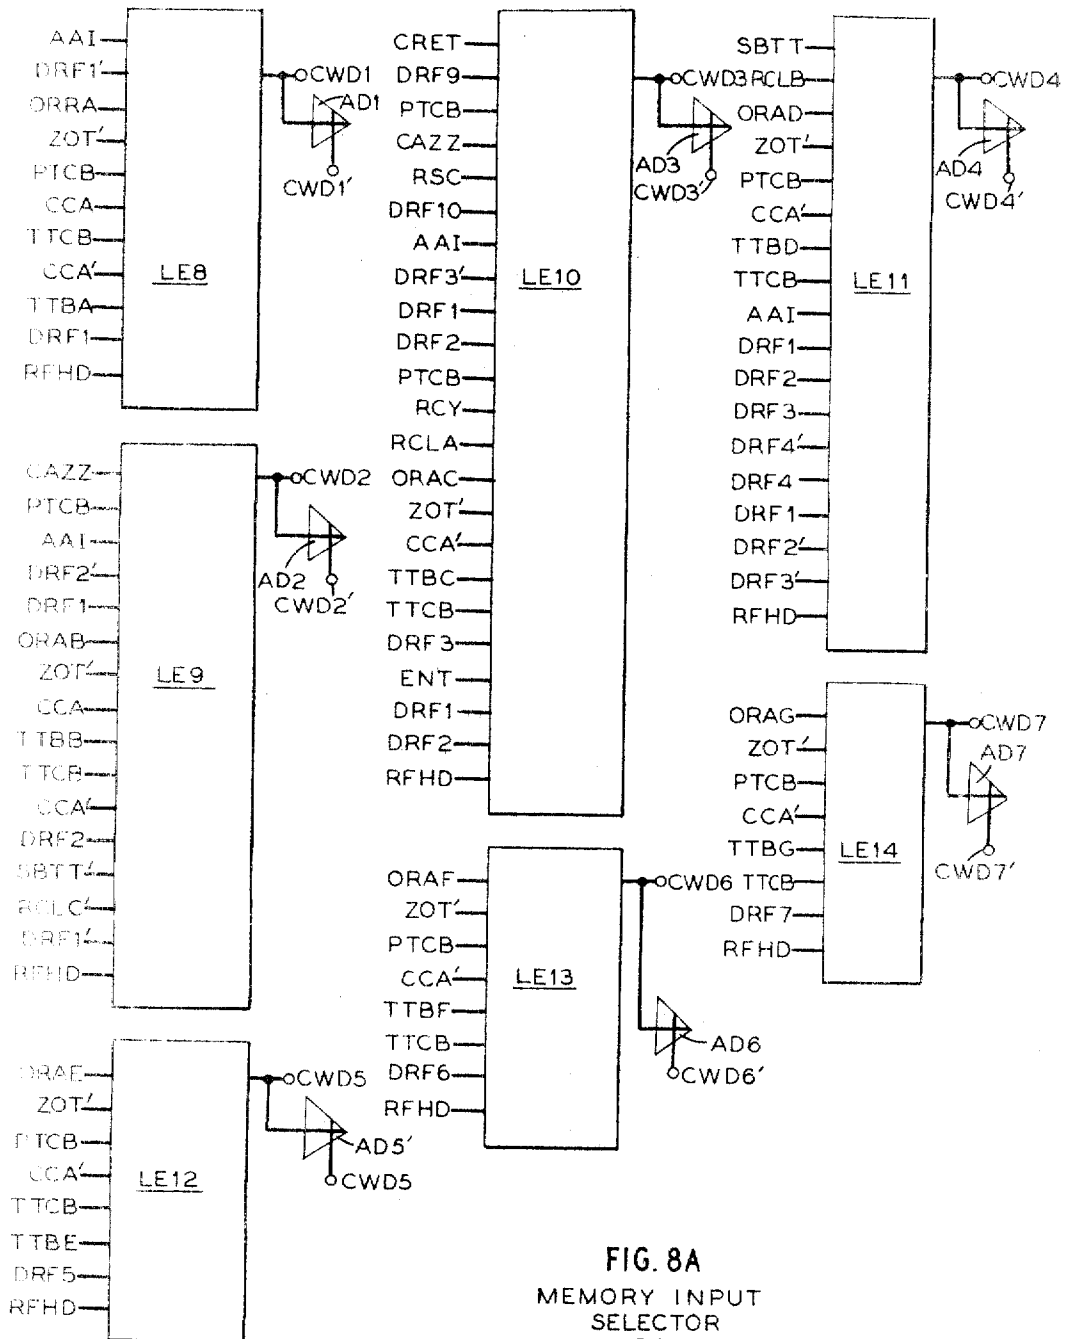 AAI
DRF1'
ORRA
ZOT'
PTCB
CCA
TTCB
CCA'
TTBA
DRF1
RFHD
LE8
CWD1
AD1
CWD1'
CAZZ
PTCB
AAI
DRF2'
DRF1
ORAB
ZOT'
CCA
TTBB
TTCB
CCA'
DRF2
SBTT'
RCLC'
DRF1'
RFHD
LE9
CWD2
AD2
CWD2'
ORAE
ZOT'
PTCB
CCA'
TTCB
TTBE
DRF5
RFHD
LE12
CWD5
AD5'
CWD5
CRET
DRF9
PTCB
CAZZ
RSC
DRF10
AAI
DRF3'
DRF1
DRF2
PTCB
RCY
RCLA
ORAC
ZOT'
CCA'
TTBC
TTCB
DRF3
ENT
DRF1
DRF2
RFHD
LE10
CWD3
AD3
CWD3'
ORAF
ZOT'
PTCB
CCA'
TTBF
TTCB
DRF6
RFHD
LE13
CWD6
AD6
CWD6'
SBTT
RCLB
ORAD
ZOT'
PTCB
CCA'
TTBD
TTCB
AAI
DRF1
DRF2
DRF3
DRF4'
DRF4
DRF1
DRF2'
DRF3'
RFHD
LE11
CWD4
AD4
CWD4'
ORAG
ZOT'
PTCB
CCA'
TTBG
TTCB
DRF7
RFHD
LE14
CWD7
AD7
CWD7'
FIG. 8A
MEMORY INPUT
SELECTOR